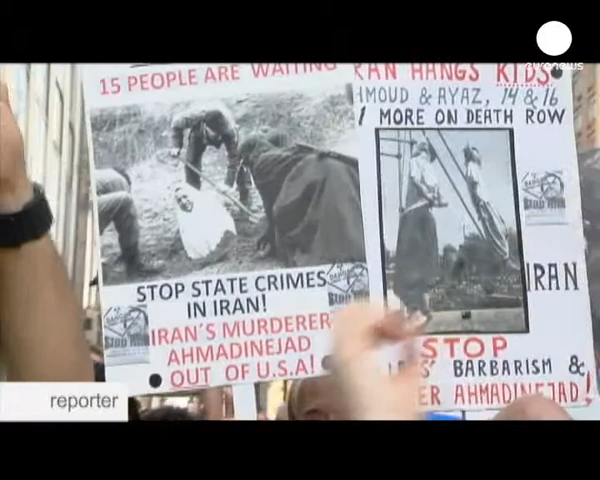 euronews
15 PEOPLE ARE WAITING
STOP STATE CRIMES
IN IRAN!
IRAN'S MURDERER
AHMADINEJAD
OUT OF U.S.A!
RAN HANGS KIDS
HMOUD & AYAZ, 14 & 16
1 MORE ON DEATH ROW
IRAN
STOP
BARBARISM &
ER AHMADINEJAD!
reporter